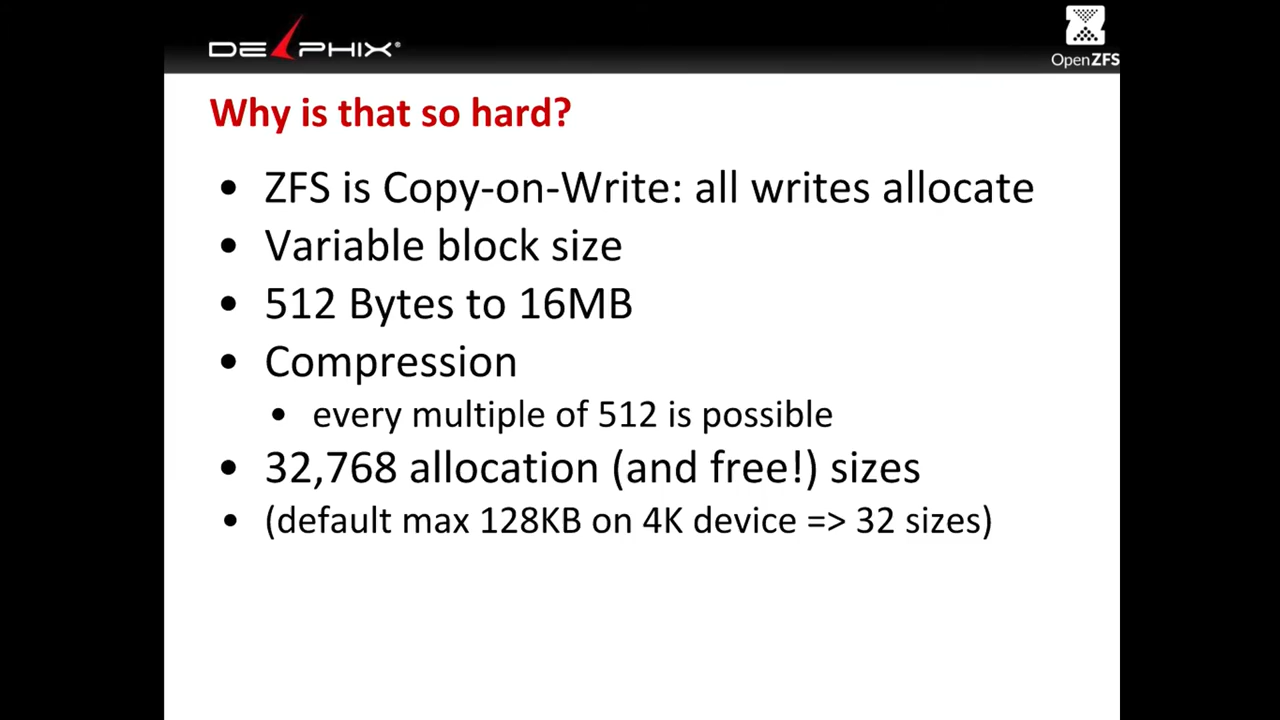 DELPHIX®
OpenZFS
Why is that so hard?
• ZFS is Copy-on-Write: all writes allocate
• Variable block size
• 512 Bytes to 16MB
• Compression
• every multiple of 512 is possible
• 32,768 allocation (and free!) sizes
• (default max 128KB on 4K device => 32 sizes)